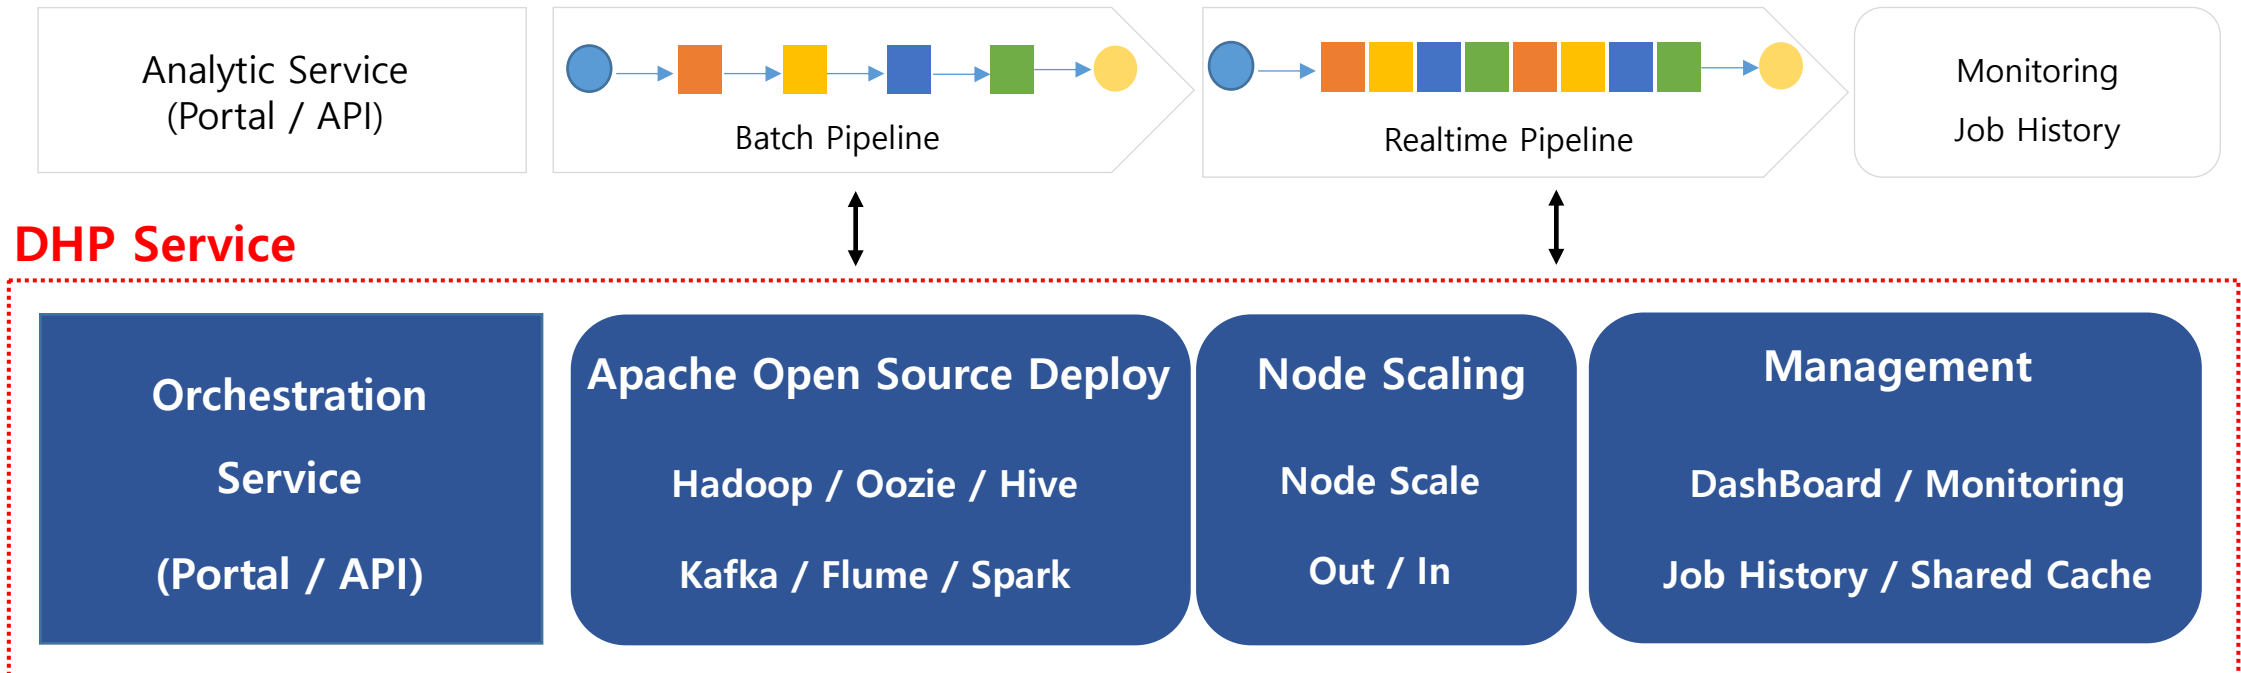 Analytic Service
(Portal / API)
Batch Pipeline
Realtime Pipeline
Monitoring
Job History
DHP Service
Orchestration
Service
(Portal / API)
Apache Open Source Deploy
Hadoop / Oozie / Hive
Kafka / Flume / Spark
Node Scaling
Node Scale
Out / In
Management
DashBoard / Monitoring
Job History / Shared Cache